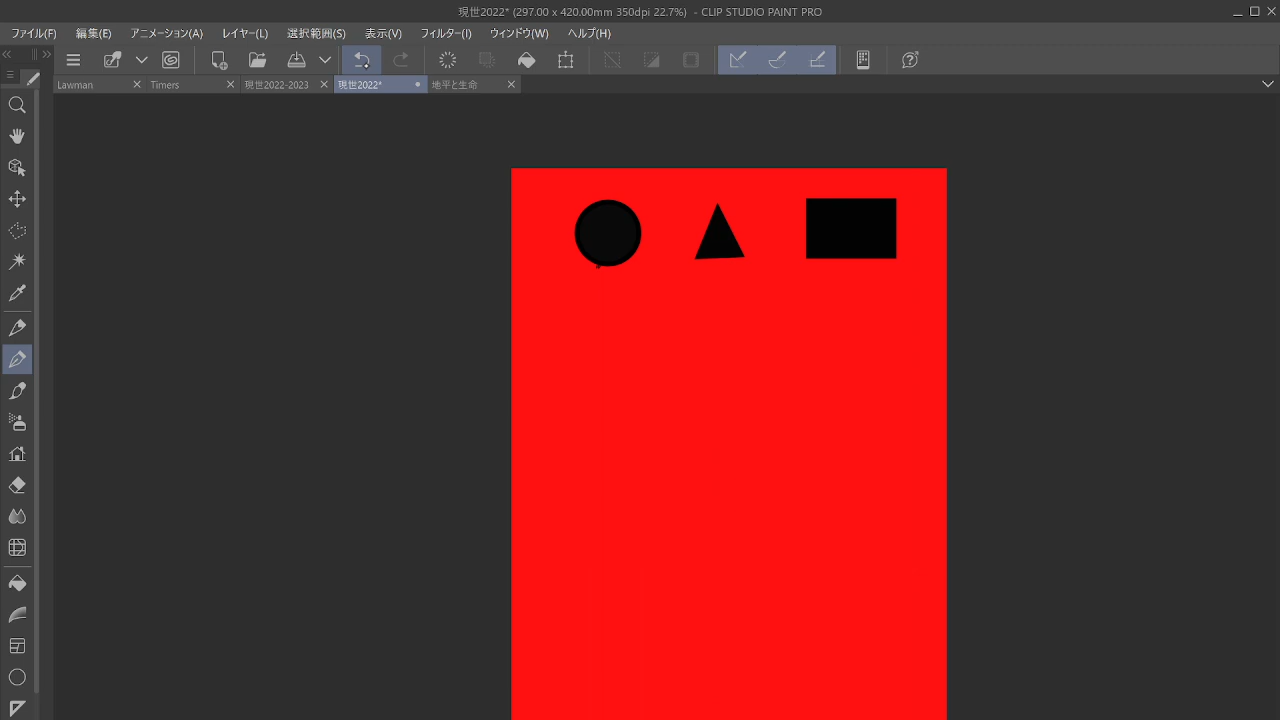 現世2022* (297.00 x 420.00mm 350dpi 22.7%) - CLIP STUDIO PAINT PRO
ファイル(F) 編集(E) アニメーション(A) レイヤー(L) 選択範囲(S) 表示(V) フィルター(I) ウィンドウ(W) ヘルプ(H)
Lawman Timers 現世2022-2023 現世2022* 地平と生命